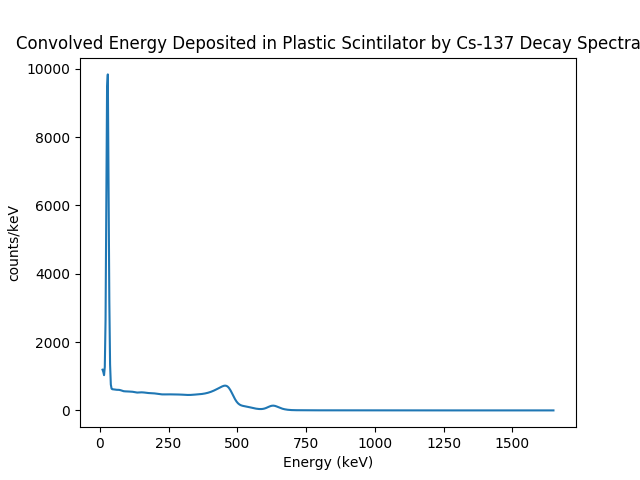 Convolved Energy Deposited in Plastic Scintilator by Cs-137 Decay Spectra
10000
8000
6000
4000
2000
0
counts/keV
0 250 500 750 1000 1250 1500
Energy (keV)